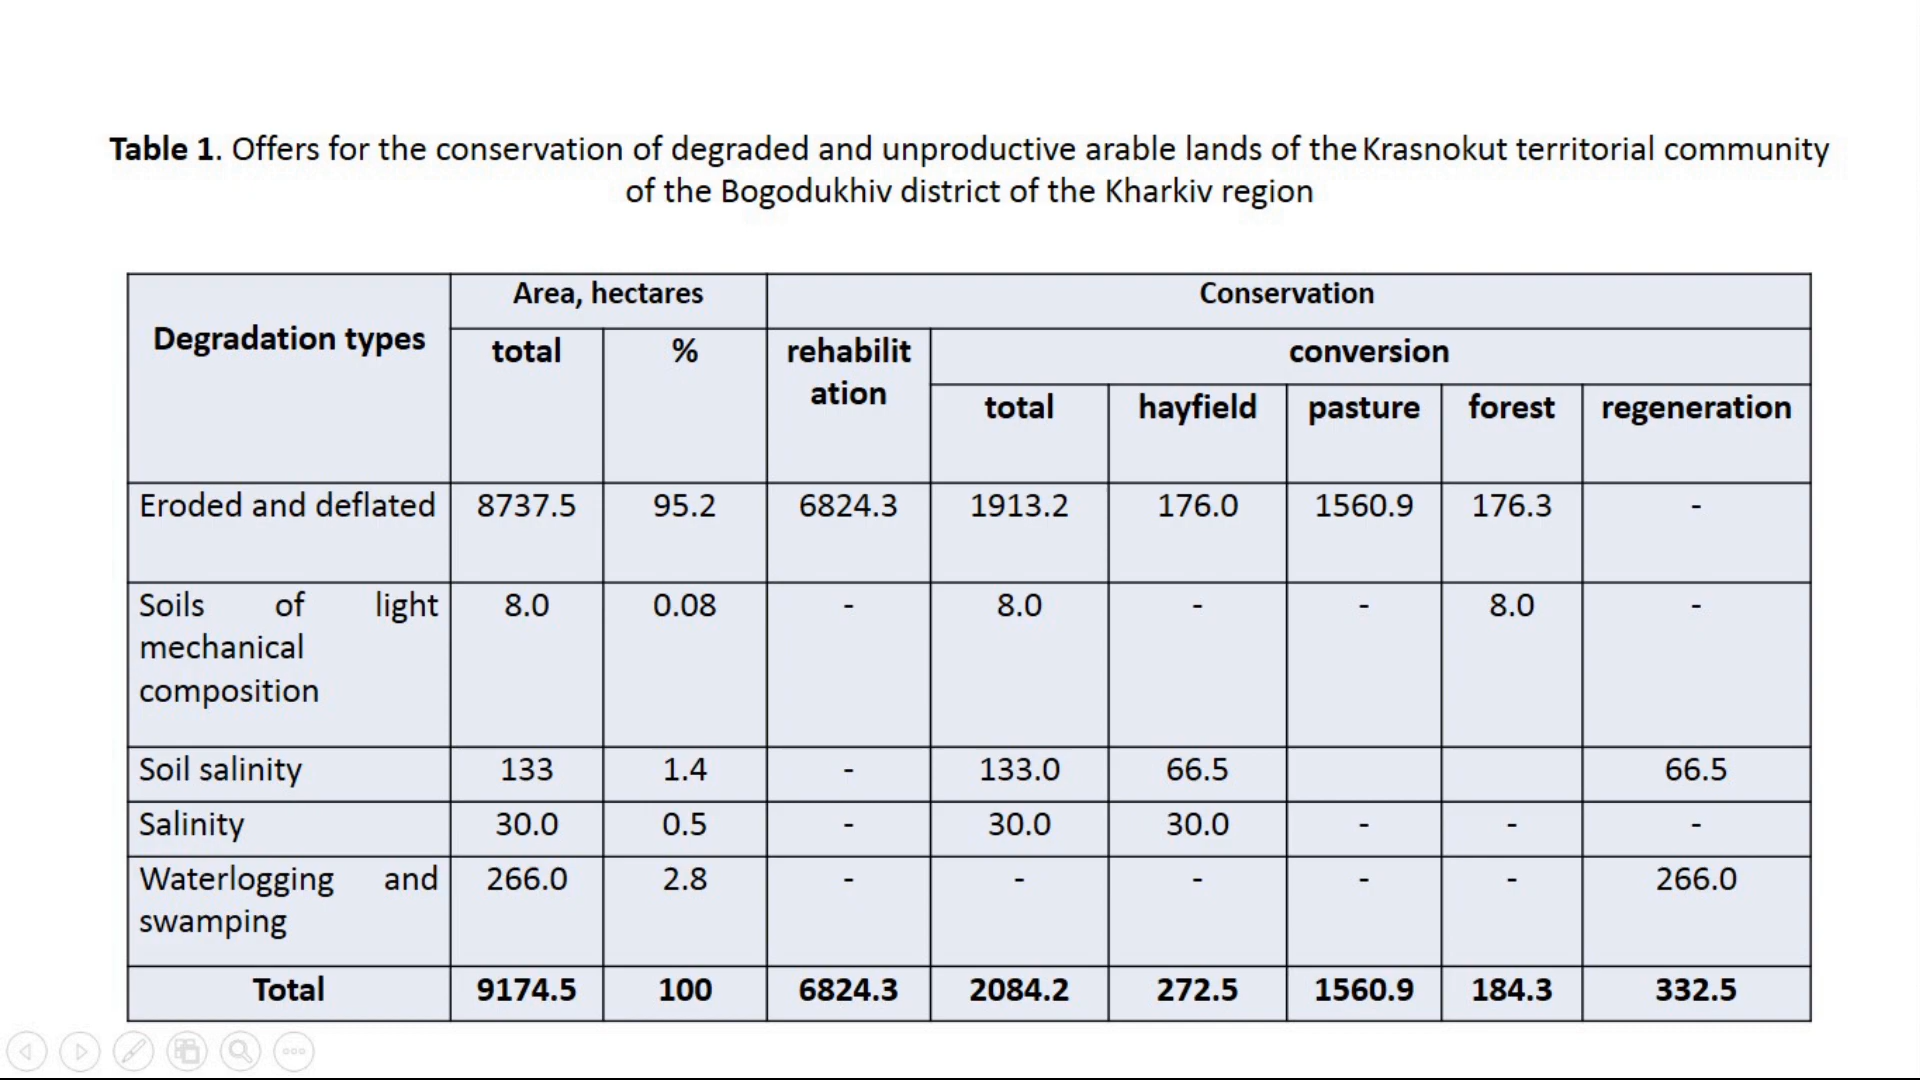 Table 1. Offers for the conservation of degraded and unproductive arable lands of the Krasnokut territorial community
of the Bogodukhiv district of the Kharkiv region
Degradation types Area, hectares Conservation
total % rehabilit
ation conversion
total hayfield pasture forest regeneration
Eroded and deflated 8737.5 95.2 6824.3 1913.2 176.0 1560.9 176.3 -
Soils of light 8.0 0.08 - 8.0 - - 8.0 -
mechanical
composition
Soil salinity 133 1.4 - 133.0 66.5 66.5
Salinity 30.0 0.5 - 30.0 30.0 - - -
Waterlogging and 266.0 2.8 - - - - - 266.0
swamping
Total 9174.5 100 6824.3 2084.2 272.5 1560.9 184.3 332.5